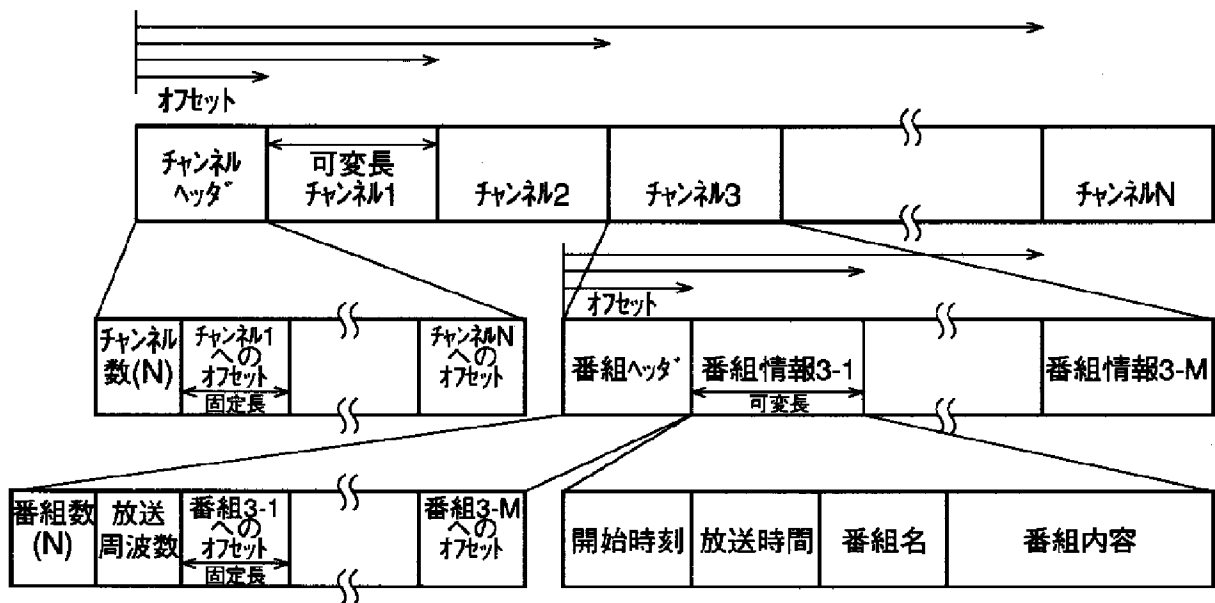 オフセット
チャンネル
ヘッダ
可変長
チャンネル1
チャンネル2
チャンネル3
チャンネルN
オフセット
チャンネル
数(N)
チャンネル1
への
オフセット
固定長
チャンネルN
への
オフセット
番組ヘッダ
番組情報3-1
可変長
番組情報3-M
番組数
(N)
放送
周波数
番組3-1
への
オフセット
固定長
番組3-M
への
オフセット
開始時刻
放送時間
番組名
番組内容